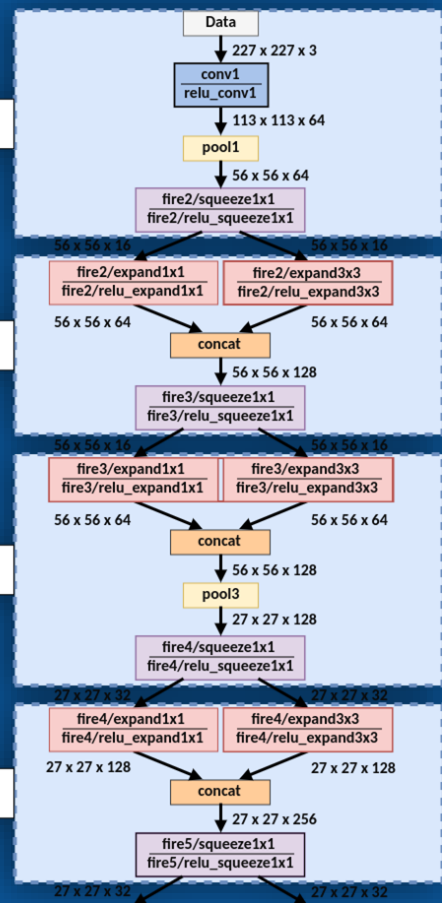 Data
227 x 227 x 3
conv1
relu_conv1
113 x 113 x 64
pool1
56 x 56 x 64
fire2/squeeze1x1
fire2/relu_squeeze1x1
56 x 56 x 16 56 x 56 x 16
fire2/expand1x1 fire2/expand3x3
fire2/relu_expand1x1 fire2/relu_expand3x3
56 x 56 x 64 56 x 56 x 64
concat
56 x 56 x 128
fire3/squeeze1x1
fire3/relu_squeeze1x1
56 x 56 x 16 56 x 56 x 16
fire3/expand1x1 fire3/expand3x3
fire3/relu_expand1x1 fire3/relu_expand3x3
56 x 56 x 64 56 x 56 x 64
concat
56 x 56 x 128
pool3
27 x 27 x 128
fire4/squeeze1x1
fire4/relu_squeeze1x1
27 x 27 x 32 27 x 27 x 32
fire4/expand1x1 fire4/expand3x3
fire4/relu_expand1x1 fire4/relu_expand3x3
27 x 27 x 128 27 x 27 x 128
concat
27 x 27 x 256
fire5/squeeze1x1
fire5/relu_squeeze1x1
27 x 27 x 32 27 x 27 x 32